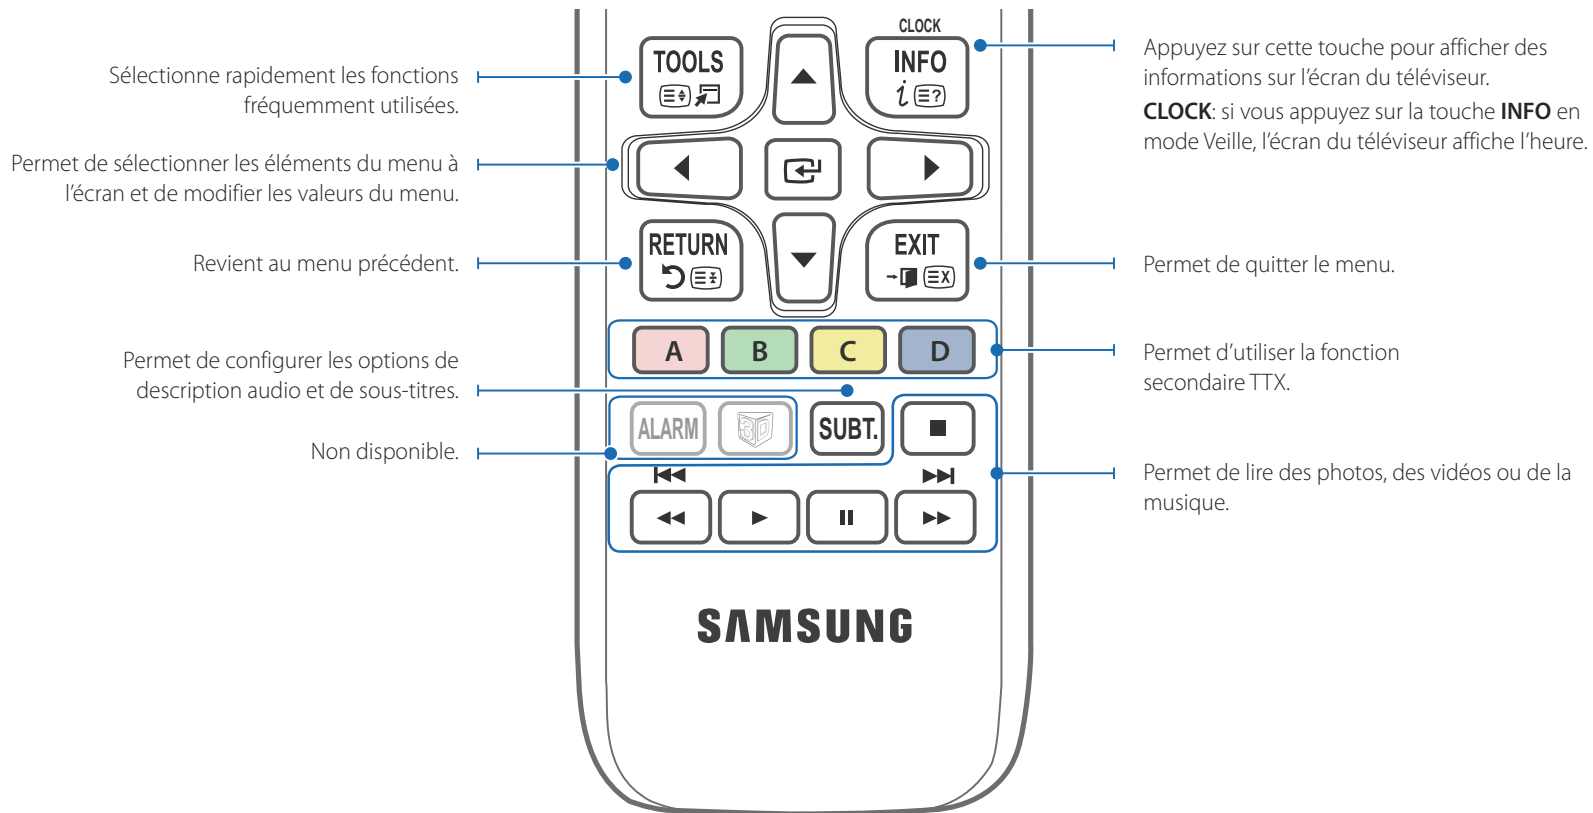 CLOCK
TOOLS
INFO
Sélectionne rapidement les fonctions
fréquemment utilisées.
Appuyez sur cette touche pour afficher des
informations sur l’écran du téléviseur.
CLOCK: si vous appuyez sur la touche INFO en
mode Veille, l’écran du téléviseur affiche l’heure.
Permet de sélectionner les éléments du menu à
l’écran et de modifier les valeurs du menu.
RETURN
EXIT
Revient au menu précédent.
Permet de quitter le menu.
A B C D
Permet de configurer les options de
description audio et de sous-titres.
Permet d’utiliser la fonction
secondaire TTX.
ALARM 3D SUBT.
Non disponible.
Permet de lire des photos, des vidéos ou de la
musique.
SAMSUNG